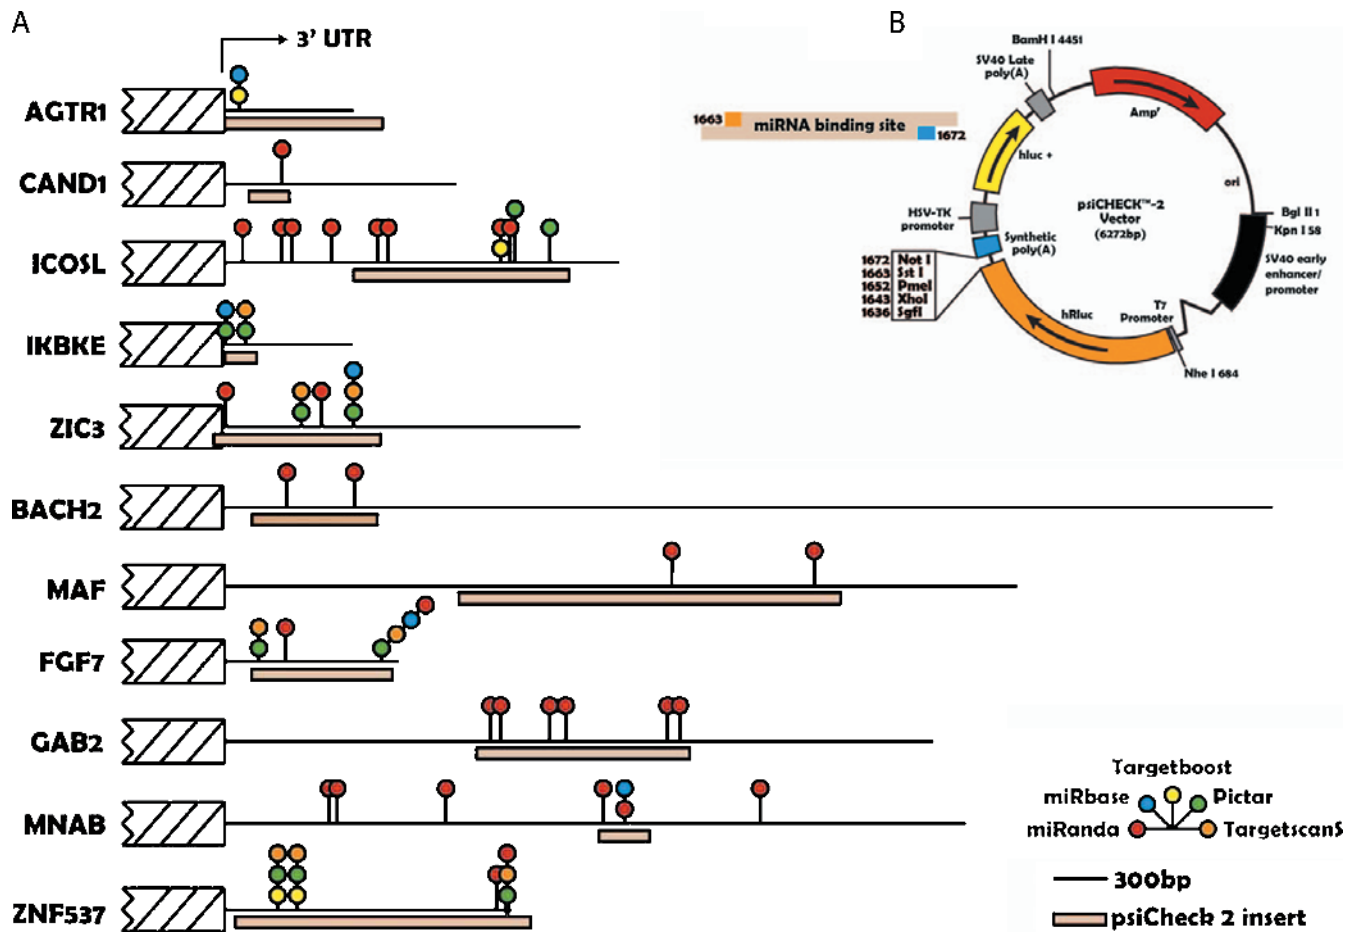 A
3' UTR
AGTR1
CAND1
ICOSL
IKBKE
ZIC3
BACH2
MAF
FGF7
GAB2
MNAB
ZNF537
B
BamH I 4451
SV40 Late
poly(A)
Ampʳ
1663
miRNA binding site
1672
hluc +
ori
HSV-TK
promoter
psiCHECK™-2
Vector
(6272bp)
Bgl II 1
Kpn I 58
Synthetic
poly(A)
SV40 early
enhancer/
promoter
1672 Not I
1663 Sst I
1652 PmeI
1643 XhoI
1636 SgfI
T7
Promoter
hRluc
Nhe I 684
Targetboost
miRbase
Pictar
miRanda
TargetscanS
300bp
psiCheck 2 insert